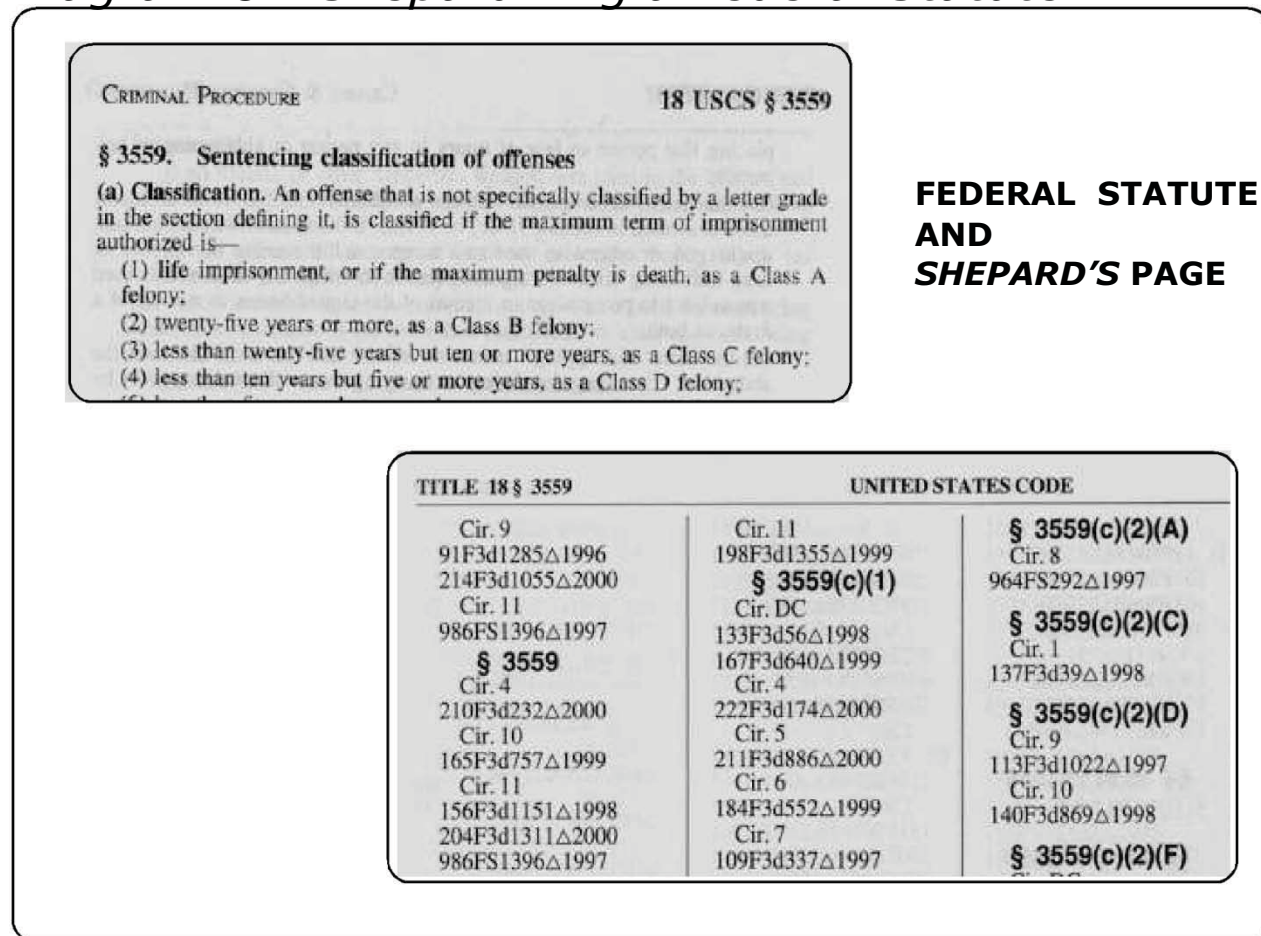 CRIMINAL PROCEDURE 18 USCS § 3559
§ 3559. Sentencing classification of offenses
(a) Classification. An offense that is not specifically classified by a letter grade
in the section defining it, is classified if the maximum term of imprisonment
authorized is—
(1) life imprisonment, or if the maximum penalty is death, as a Class A
felony;
(2) twenty-five years or more, as a Class B felony;
(3) less than twenty-five years but ten or more years, as a Class C felony;
(4) less than ten years but five or more years, as a Class D felony;
FEDERAL STATUTE
AND
SHEPARD'S PAGE
TITLE 18 § 3559 UNITED STATES CODE
Cir. 9
91F3d1285△1996
214F3d1055△2000
Cir. 11
986FS1396△1997
§ 3559
Cir. 4
210F3d232△2000
Cir. 10
165F3d757△1999
Cir. 11
156F3d1151△1998
204F3d1311△2000
986FS1396△1997
Cir. 11
198F3d1355△1999
§ 3559(c)(1)
Cir. DC
133F3d56△1998
167F3d640△1999
Cir. 4
222F3d174△2000
Cir. 5
211F3d886△2000
Cir. 6
184F3d552△1999
Cir. 7
109F3d337△1997
§ 3559(c)(2)(A)
Cir. 8
964FS292△1997
§ 3559(c)(2)(C)
Cir. 1
137F3d39△1998
§ 3559(c)(2)(D)
Cir. 9
113F3d1022△1997
Cir. 10
140F3d869△1998
§ 3559(c)(2)(F)